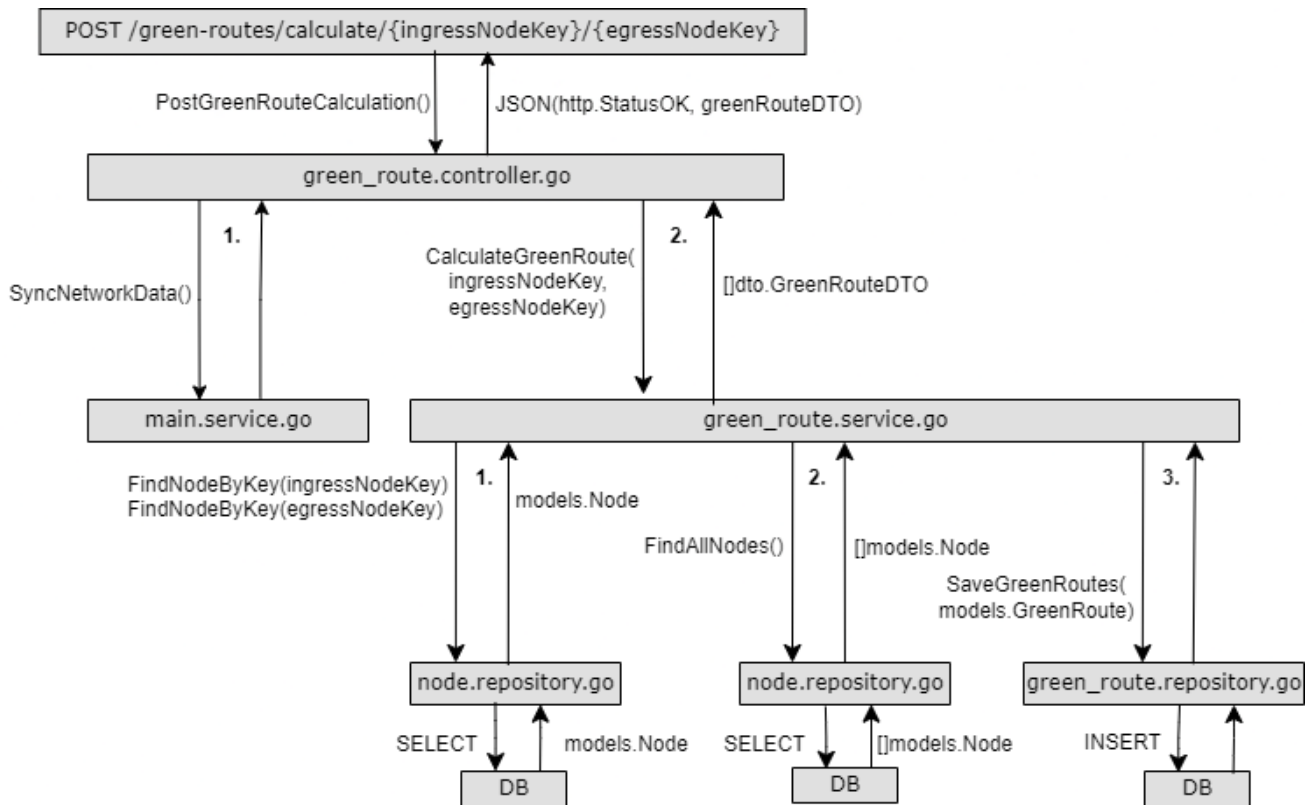 POST /green-routes/calculate/{ingressNodeKey}/{egressNodeKey}
PostGreenRouteCalculation()
JSON(http.StatusOK, greenRouteDTO)
green_route.controller.go
1.
2.
SyncNetworkData()
CalculateGreenRoute(
ingressNodeKey,
egressNodeKey)
[]dto.GreenRouteDTO
main.service.go
green_route.service.go
FindNodeByKey(ingressNodeKey)
FindNodeByKey(egressNodeKey)
1.
models.Node
2.
FindAllNodes()
[]models.Node
3.
SaveGreenRoutes(
models.GreenRoute)
node.repository.go
node.repository.go
green_route.repository.go
SELECT
models.Node
SELECT
[]models.Node
INSERT
DB
DB
DB